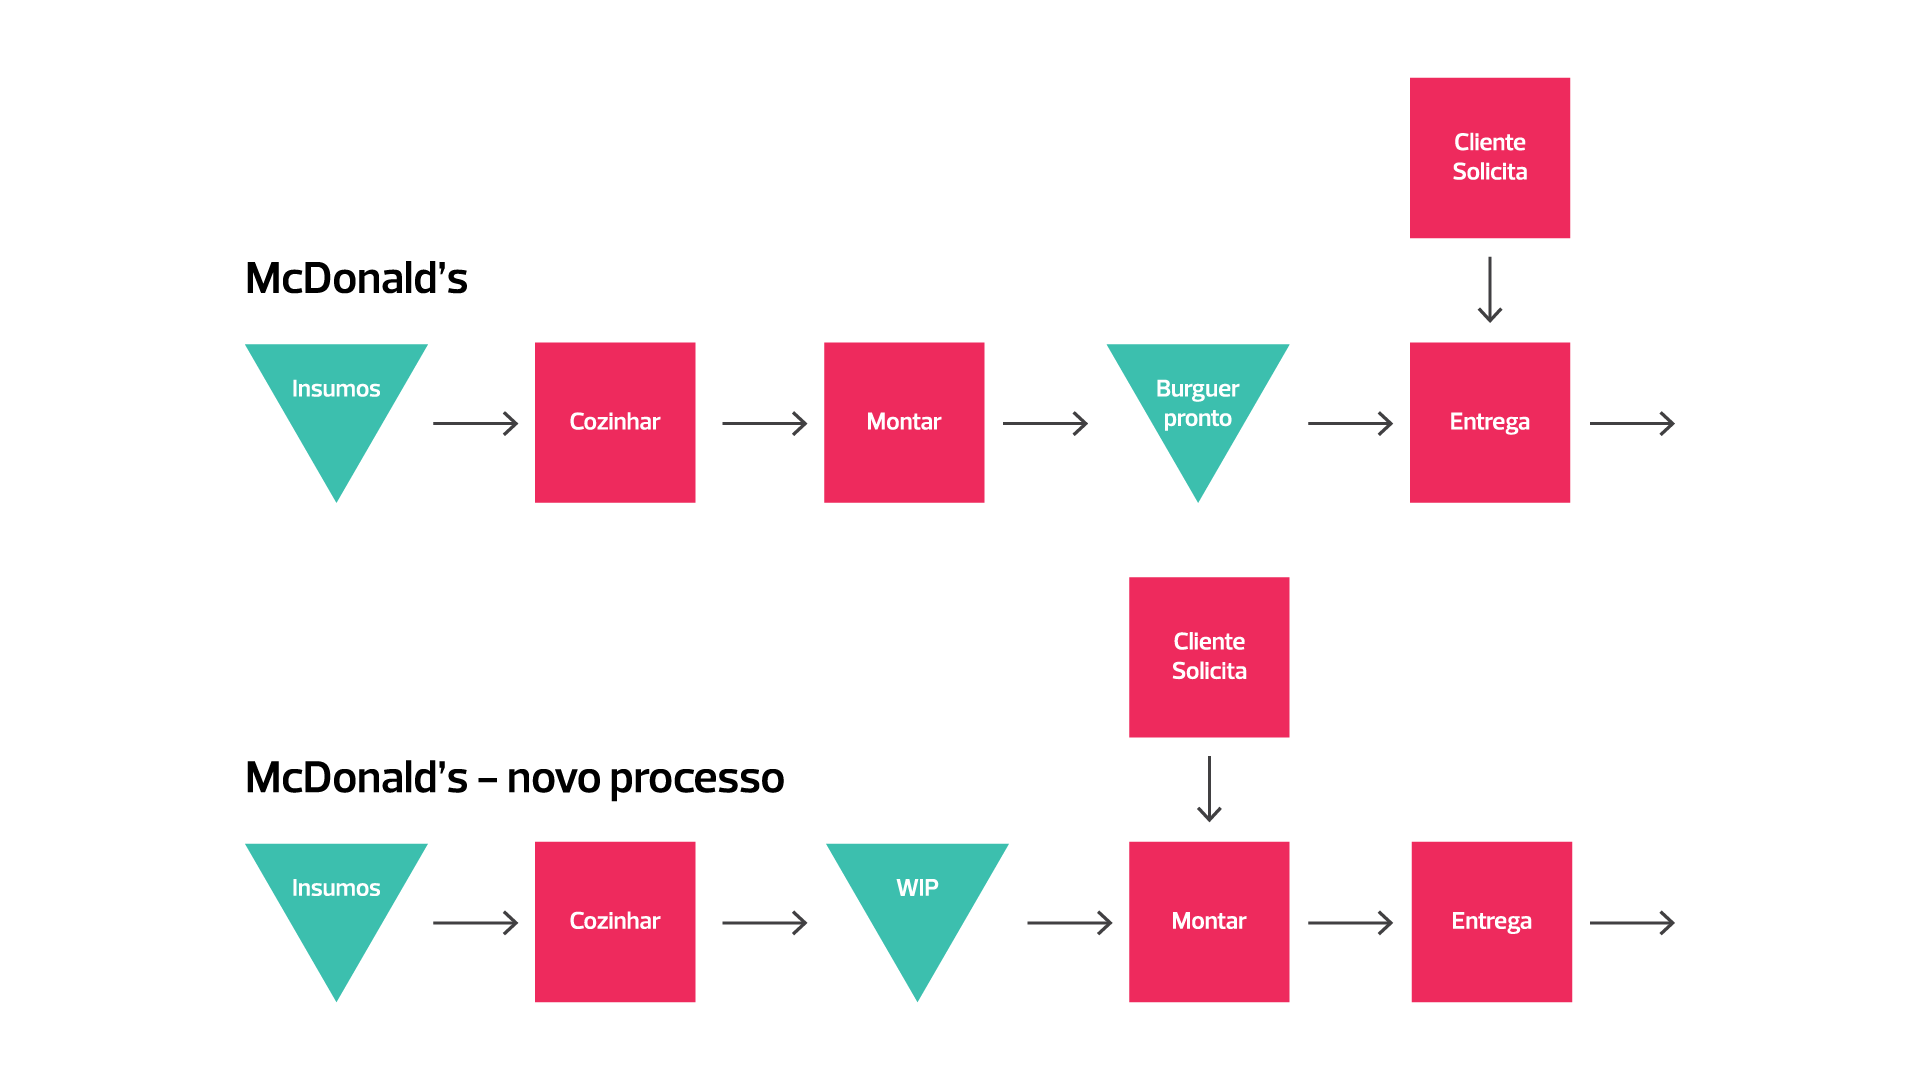 Cliente
Solicita
McDonald's
Insumos
Cozinhar
Montar
Burguer
pronto
Entrega
Cliente
Solicita
McDonald's – novo processo
Insumos
Cozinhar
WIP
Montar
Entrega